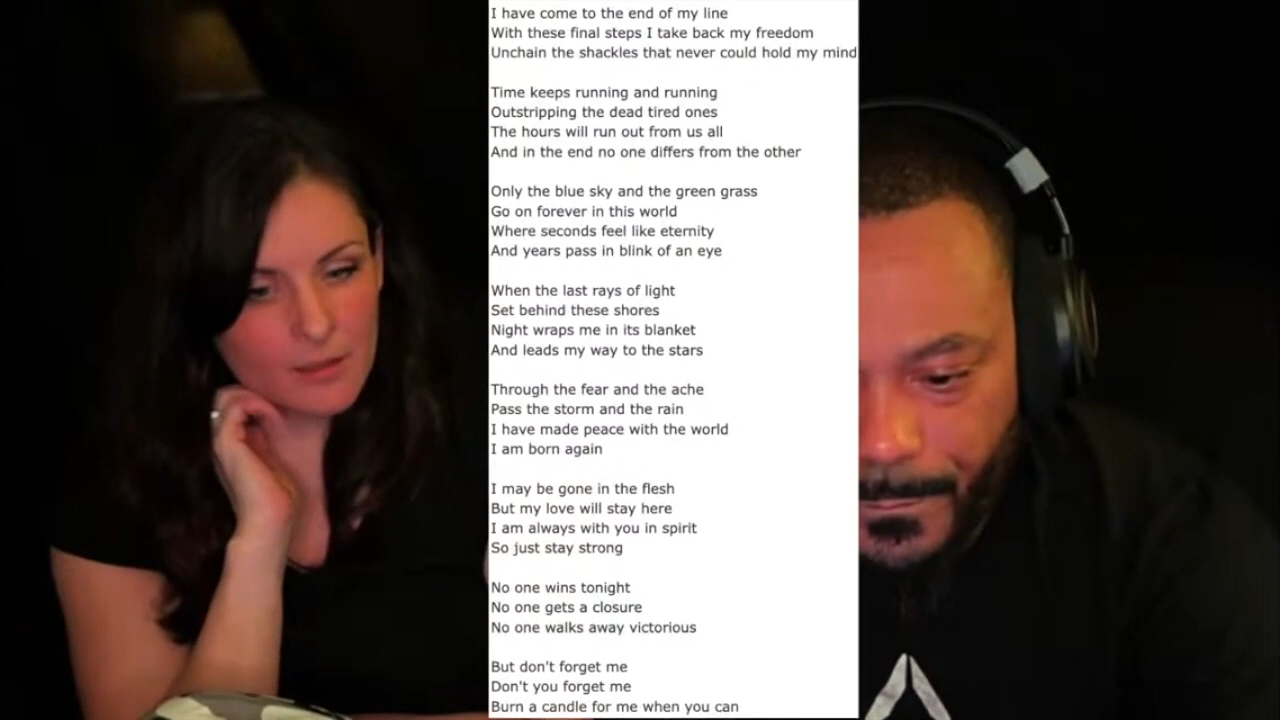 I have come to the end of my line
With these final steps I take back my freedom
Unchain the shackles that never could hold my mind
Time keeps running and running
Outstripping the dead tired ones
The hours will run out from us all
And in the end no one differs from the other
Only the blue sky and the green grass
Go on forever in this world
Where seconds feel like eternity
And years pass in blink of an eye
When the last rays of light
Set behind these shores
Night wraps me in its blanket
And leads my way to the stars
Through the fear and the ache
Pass the storm and the rain
I have made peace with the world
I am born again
I may be gone in the flesh
But my love will stay here
I am always with you in spirit
So just stay strong
No one wins tonight
No one gets a closure
No one walks away victorious
But don't forget me
Don't you forget me
Burn a candle for me when you can